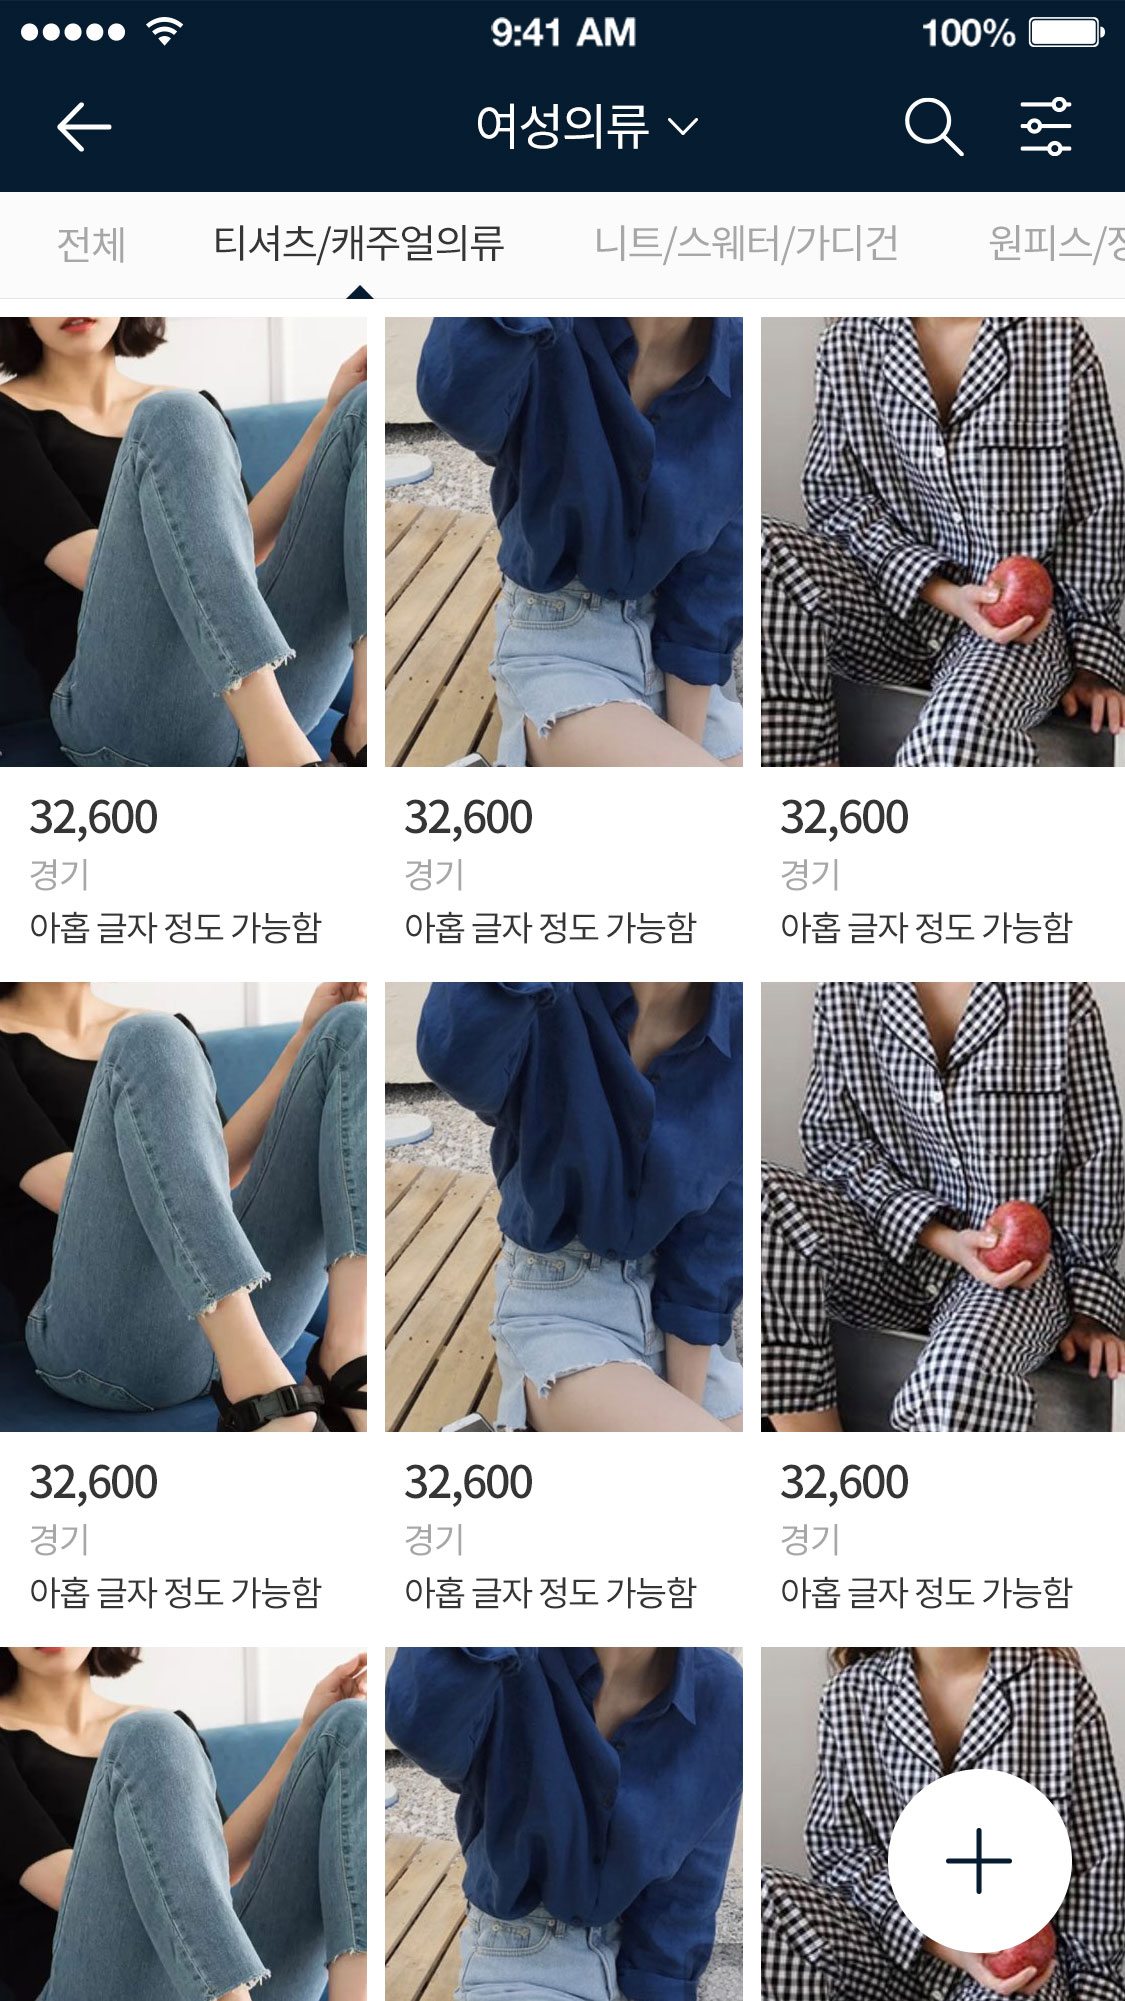 9:41 AM 100%
여성의류
전체 티셔츠/캐주얼의류 니트/스웨터/가디건 원피스/정
32,600 32,600 32,600
경기 경기 경기
아홉 글자 정도 가능함 아홉 글자 정도 가능함 아홉 글자 정도 가능함
32,600 32,600 32,600
경기 경기 경기
아홉 글자 정도 가능함 아홉 글자 정도 가능함 아홉 글자 정도 가능함